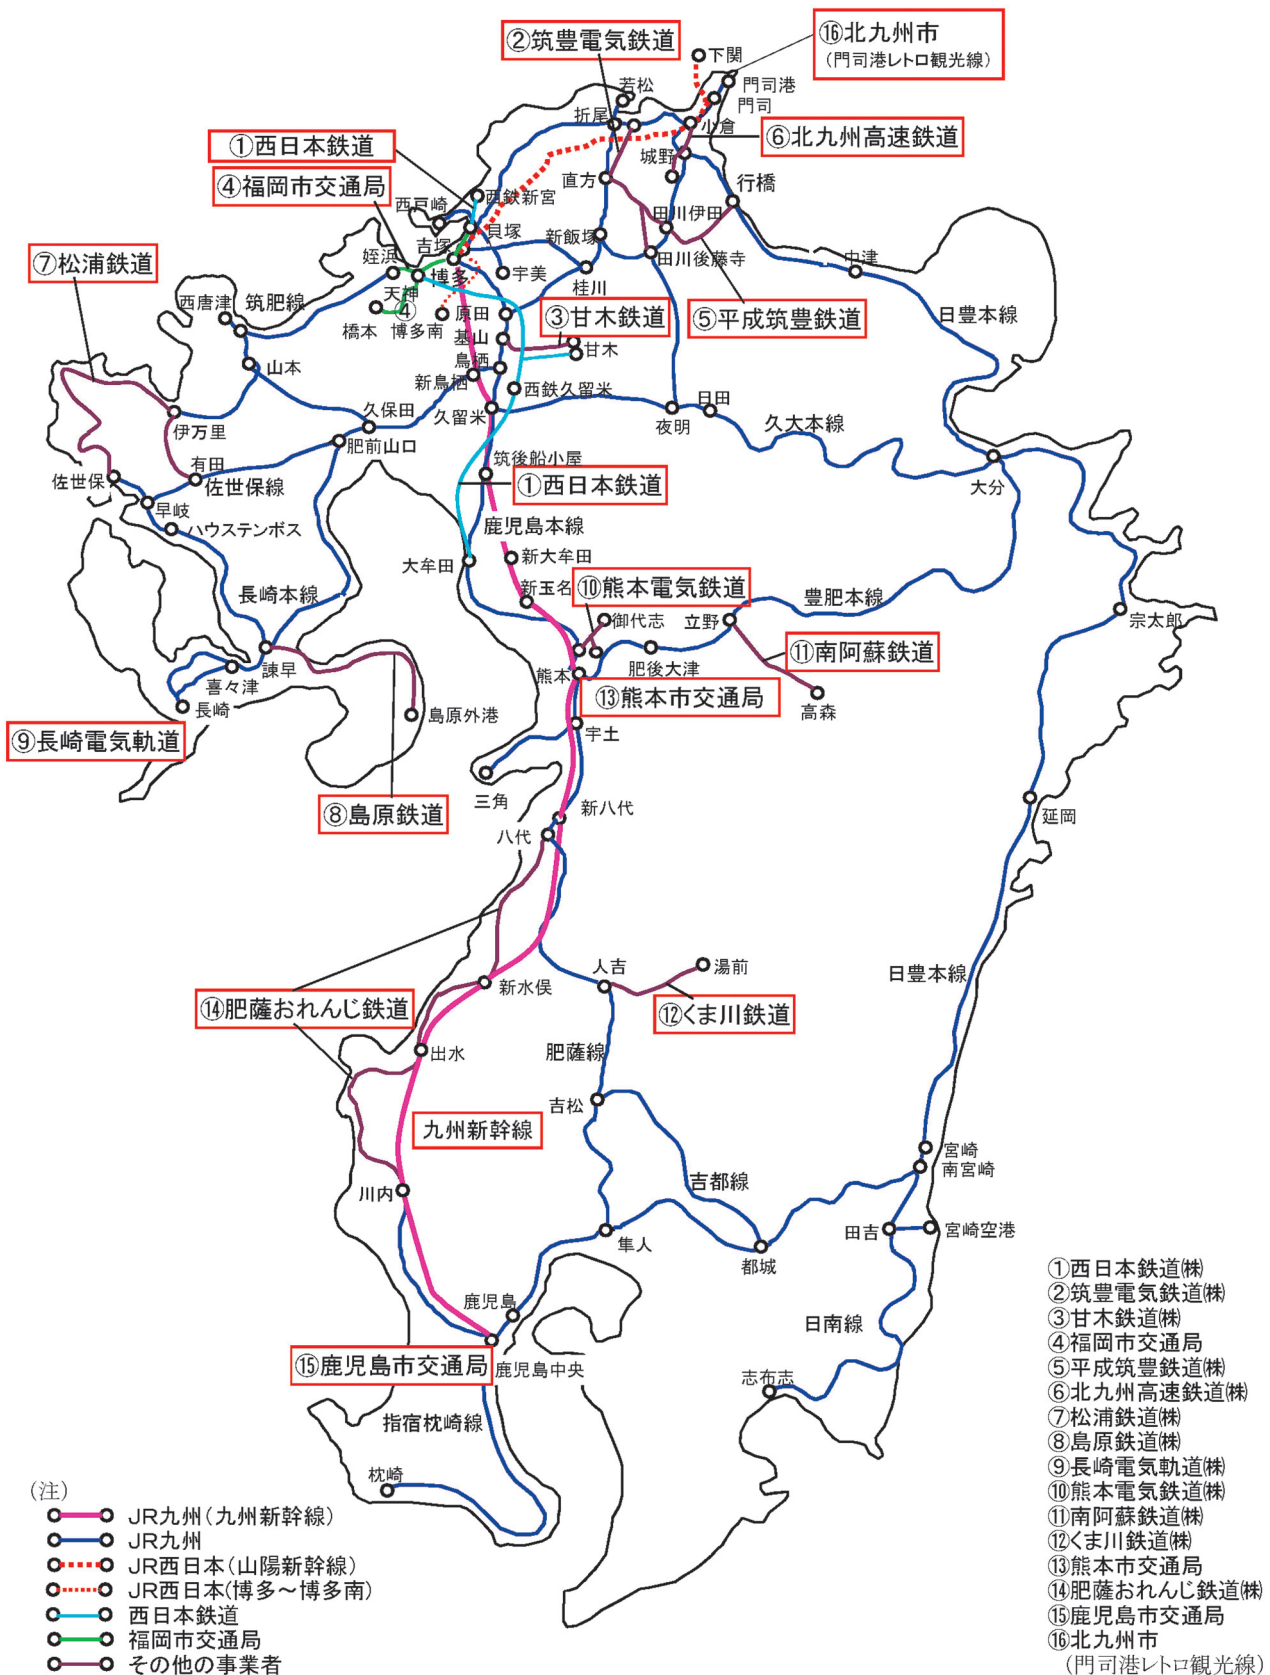 ②筑豊電気鉄道
⑯北九州市
(門司港レトロ観光線)
下関
門司港
門司
若松
折尾
小倉
⑥北九州高速鉄道
①西日本鉄道
城野
④福岡市交通局
直方
行橋
西鉄新宮
西戸崎
田川伊田
貝塚
吉塚
新飯塚
⑦松浦鉄道
姪浜
博多
宇美
桂川
田川後藤寺
中津
天神
④
西唐津
筑肥線
橋本
博多南
原田
③甘木鉄道
⑤平成筑豊鉄道
日豊本線
基山
甘木
山本
鳥栖
新鳥栖
西鉄久留米
日田
久保田
久留米
夜明
久大本線
伊万里
肥前山口
有田
筑後船小屋
佐世保
佐世保線
①西日本鉄道
大分
早岐
ハウステンボス
鹿児島本線
大牟田
新大牟田
長崎本線
新玉名
⑩熊本電気鉄道
豊肥本線
御代志
立野
宗太郎
諫早
熊本
肥後大津
⑪南阿蘇鉄道
喜々津
⑬熊本市交通局
長崎
島原外港
高森
⑨長崎電気軌道
宇土
三角
⑧島原鉄道
新八代
八代
延岡
人吉
湯前
日豊本線
新水俣
⑭肥薩おれんじ鉄道
⑫くま川鉄道
出水
肥薩線
吉松
九州新幹線
宮崎
南宮崎
吉都線
川内
隼人
田吉
宮崎空港
都城
鹿児島
日南線
⑮鹿児島市交通局
鹿児島中央
志布志
指宿枕崎線
枕崎
①西日本鉄道㈱
②筑豊電気鉄道㈱
③甘木鉄道㈱
④福岡市交通局
⑤平成筑豊鉄道㈱
⑥北九州高速鉄道㈱
⑦松浦鉄道㈱
⑧島原鉄道㈱
⑨長崎電気軌道㈱
⑩熊本電気鉄道㈱
⑪南阿蘇鉄道㈱
⑫くま川鉄道㈱
⑬熊本市交通局
⑭肥薩おれんじ鉄道㈱
⑮鹿児島市交通局
⑯北九州市
(門司港レトロ観光線)
(注)
JR九州(九州新幹線)
JR九州
JR西日本(山陽新幹線)
JR西日本(博多～博多南)
西日本鉄道
福岡市交通局
その他の事業者